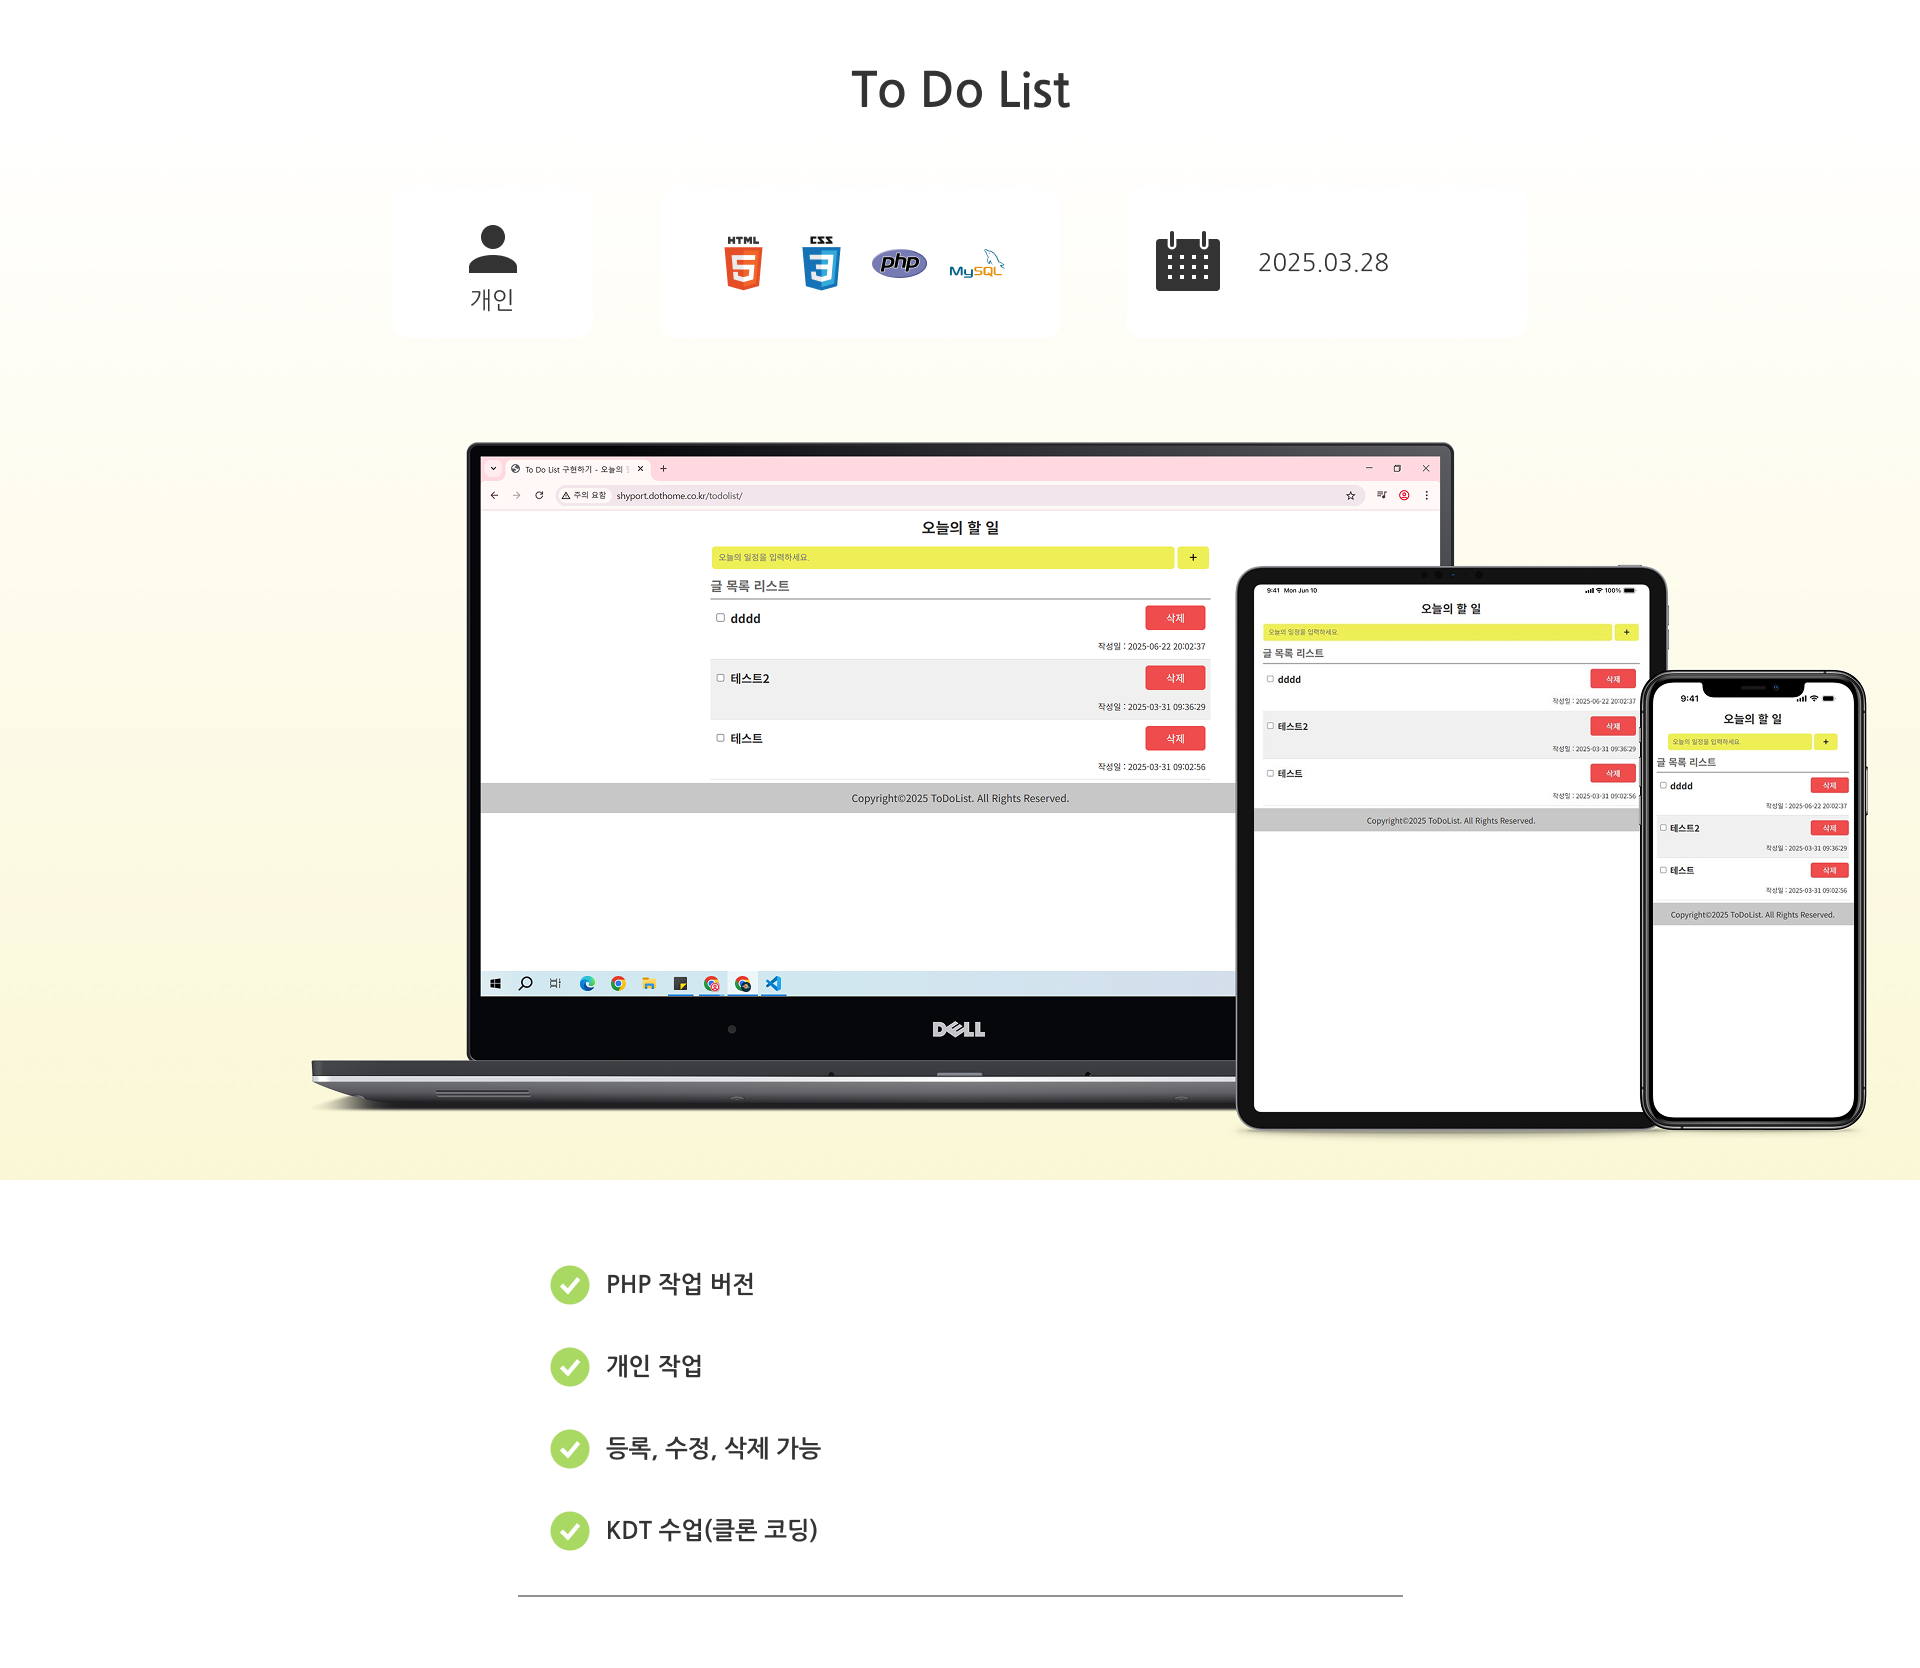 To Do List
개인
HTML
5
CSS
3
php
MySQL
2025.03.28
To Do List 구현하기 - 오늘의
주의 요함
shyport.dothome.co.kr/todolist/
오늘의 할 일
오늘의 일정을 입력하세요.
+
글 목록 리스트
dddd
삭제
작성일 : 2025-06-22 20:02:37
테스트2
삭제
작성일 : 2025-03-31 09:36:29
테스트
삭제
작성일 : 2025-03-31 09:02:56
Copyright©2025 ToDoList. All Rights Reserved.
DELL
9:41 Mon Jun 10
100%
오늘의 할 일
오늘의 일정을 입력하세요.
+
글 목록 리스트
dddd
삭제
작성일 : 2025-06-22 20:02:37
테스트2
삭제
작성일 : 2025-03-31 09:36:29
테스트
삭제
작성일 : 2025-03-31 09:02:56
Copyright©2025 ToDoList. All Rights Reserved.
9:41
오늘의 할 일
오늘의 일정을 입력하세요.
+
글 목록 리스트
dddd
삭제
작성일 : 2025-06-22 20:02:37
테스트2
삭제
작성일 : 2025-03-31 09:36:29
테스트
삭제
작성일 : 2025-03-31 09:02:56
Copyright©2025 ToDoList. All Rights Reserved.
PHP 작업 버전
개인 작업
등록, 수정, 삭제 가능
KDT 수업(클론 코딩)